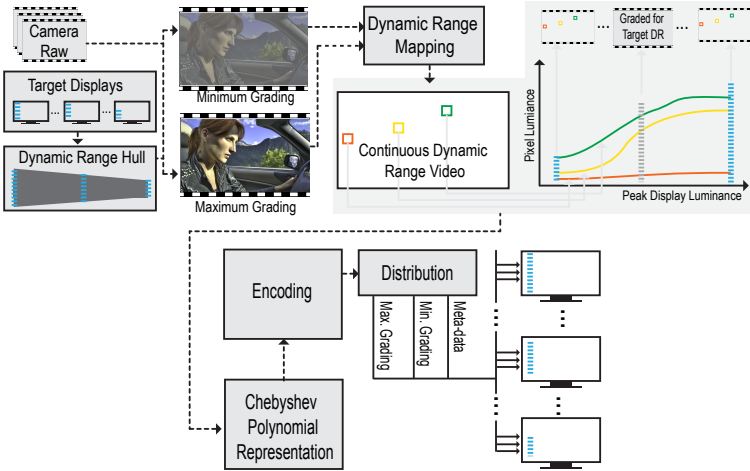 Camera
Raw
Target Displays
... ...
Dynamic Range Hull
Minimum Grading
Maximum Grading
Dynamic Range
Mapping
Continuous Dynamic
Range Video
... Graded for ...
Target DR
Pixel Lumiance
Peak Display Luminance
Encoding
Distribution
Max. Grading
Min. Grading
Meta-data
Chebyshev
Polynomial
Representation